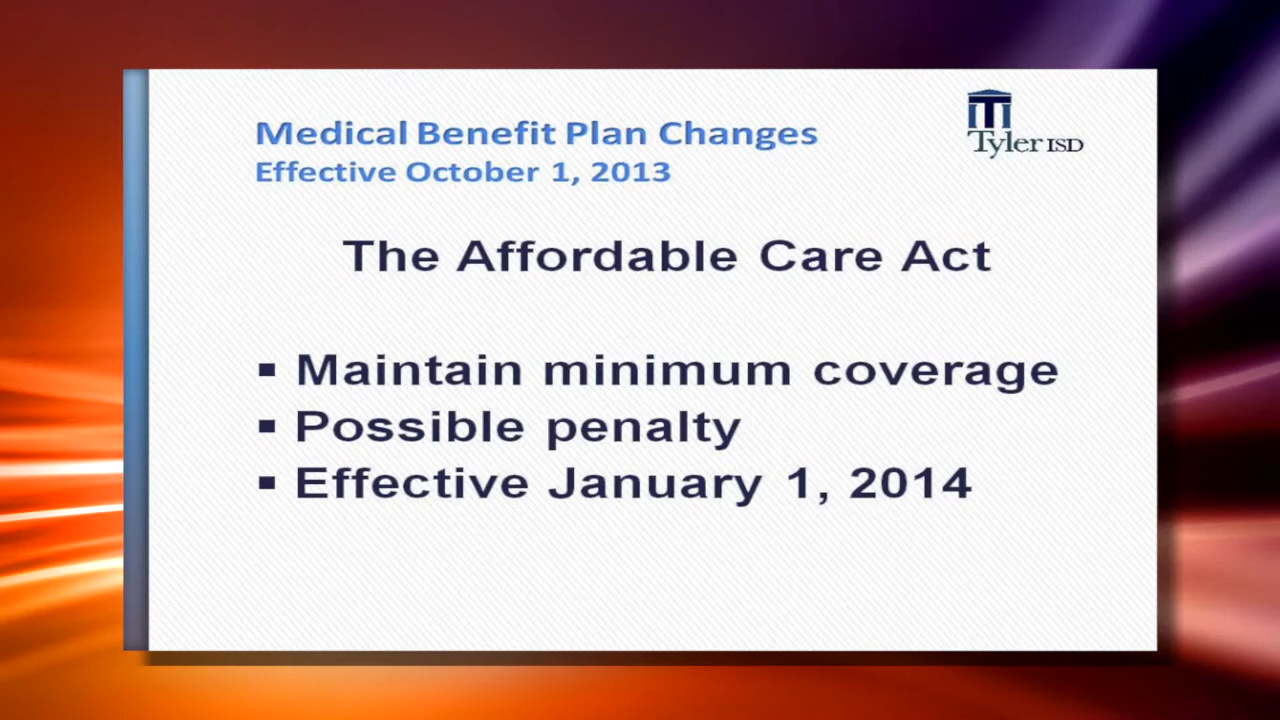 Medical Benefit Plan Changes
Effective October 1, 2013
Tyler ISD
The Affordable Care Act
▪ Maintain minimum coverage
▪ Possible penalty
▪ Effective January 1, 2014